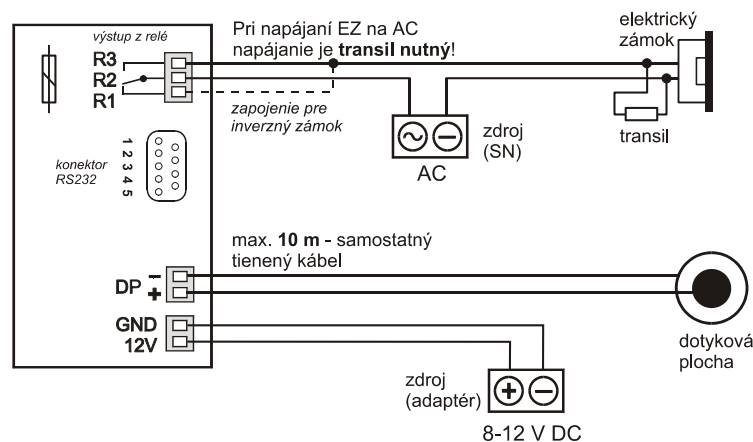 výstup z relé
R3
R2
R1
Pri napájaní EZ na AC
napájanie je transil nutný!
elektrický
zámok
zapojenie pre
inverzný zámok
transil
zdroj
(SN)
AC
konektor
RS232
1
2
3
4
5
max. 10 m - samostatný
tienený kábel
DP
−
+
GND
12V
dotyková
plocha
zdroj
(adaptér)
8-12 V DC